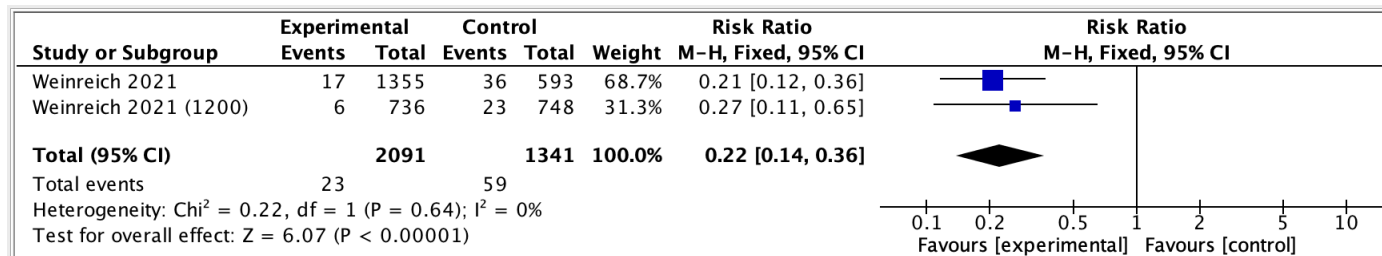 Experimental Control Risk Ratio Risk Ratio
Study or Subgroup Events Total Events Total Weight M-H, Fixed, 95% CI M-H, Fixed, 95% CI
Weinreich 2021 17 1355 36 593 68.7% 0.21 [0.12, 0.36]
Weinreich 2021 (1200) 6 736 23 748 31.3% 0.27 [0.11, 0.65]
Total (95% CI) 2091 1341 100.0% 0.22 [0.14, 0.36]
Total events 23 59
Heterogeneity: Chi² = 0.22, df = 1 (P = 0.64); I² = 0%
Test for overall effect: Z = 6.07 (P < 0.00001)
0.1 0.2 0.5 1 2 5 10
Favours [experimental] Favours [control]